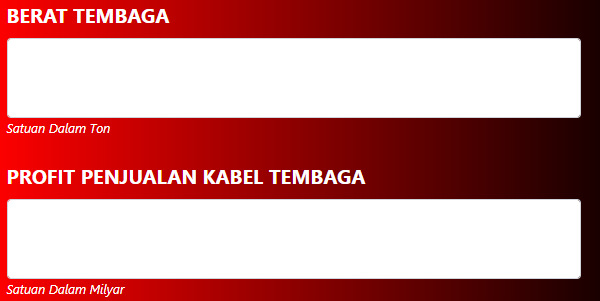 BERAT TEMBAGA
Satuan Dalam Ton
PROFIT PENJUALAN KABEL TEMBAGA
Satuan Dalam Milyar